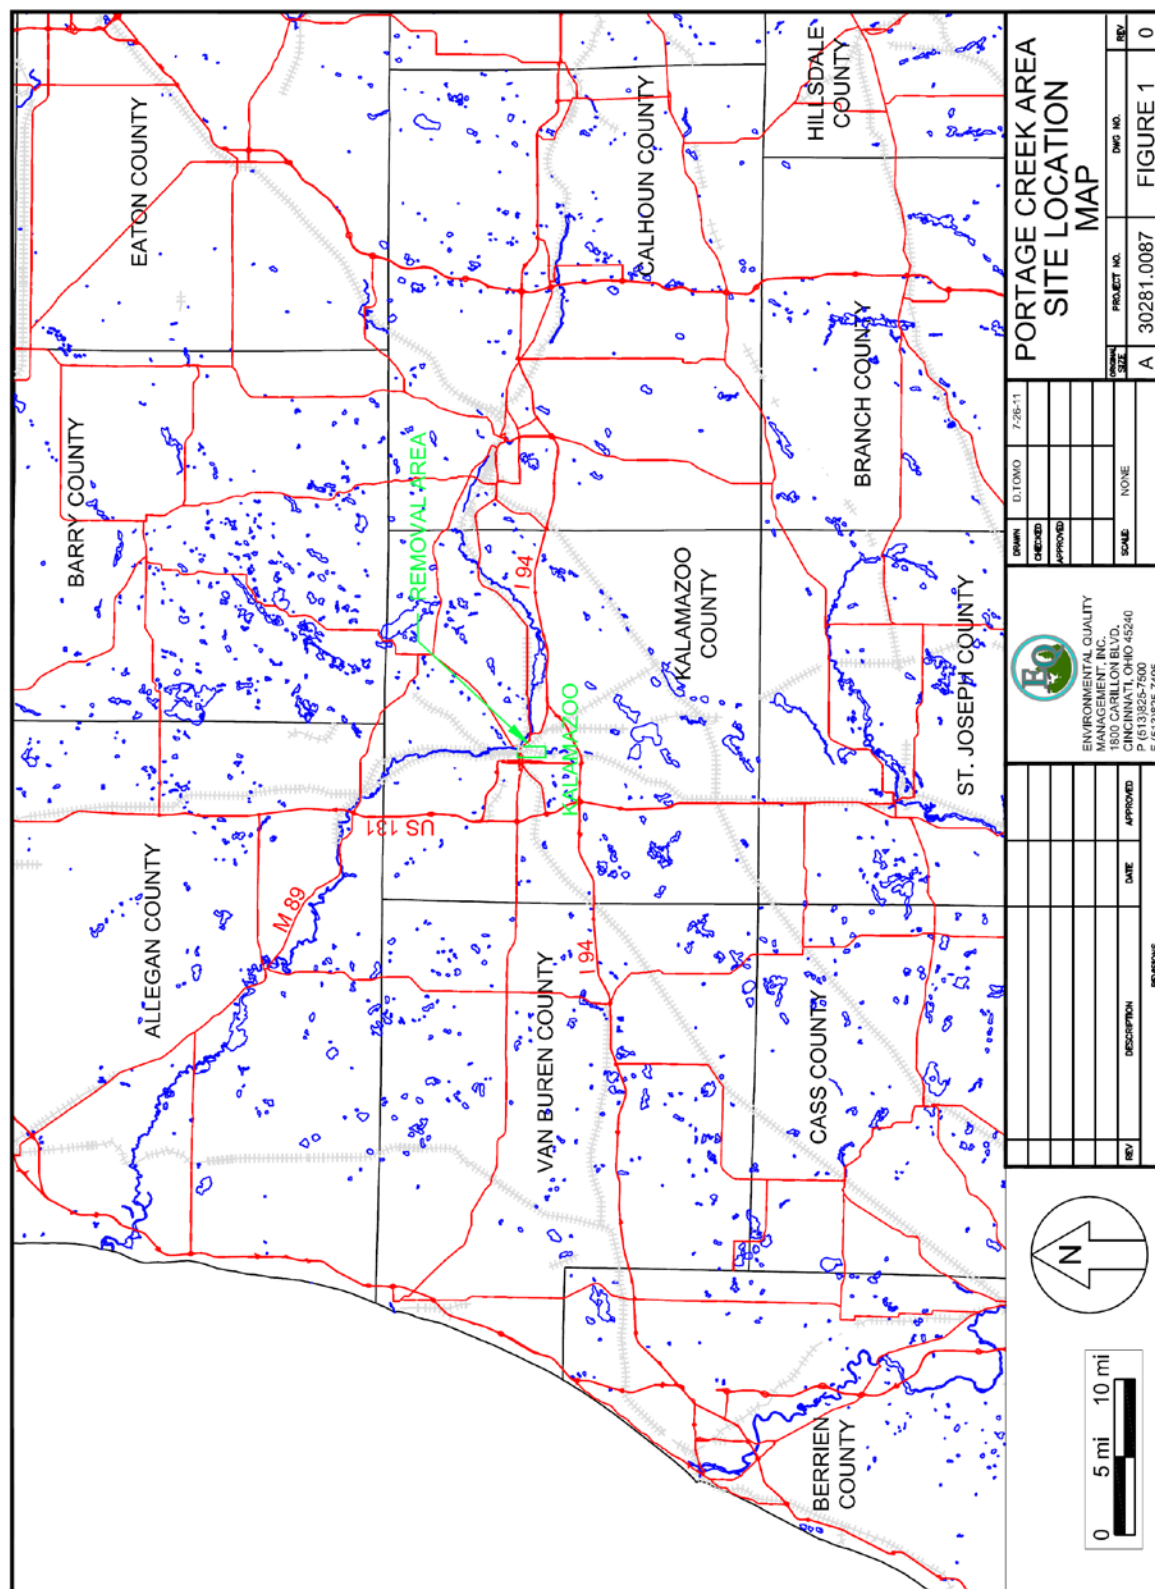 EATON COUNTY
BARRY COUNTY
ALLEGAN COUNTY
M 89
US 131
REMOVAL AREA
KALAMAZOO
I 94
I 94
KALAMAZOO
COUNTY
CALHOUN COUNTY
HILLSDALE
COUNTY
BRANCH COUNTY
ST. JOSEPH COUNTY
VAN BUREN COUNTY
CASS COUNTY
BERRIEN
COUNTY
0 5 mi 10 mi
N
REV DESCRIPTION DATE APPROVED
REVISIONS
EQ
ENVIRONMENTAL QUALITY
MANAGEMENT, INC.
1800 CARILLON BLVD.
CINCINNATI, OHIO 45240
P (513)825-7500
DRAWN D.TOMO 7-26-11
CHECKED
APPROVED
SCALE: NONE
PORTAGE CREEK AREA
SITE LOCATION
MAP
ORIGINAL SIZE PROJECT NO. DWG NO. REV
A 30281.0087 FIGURE 1 0